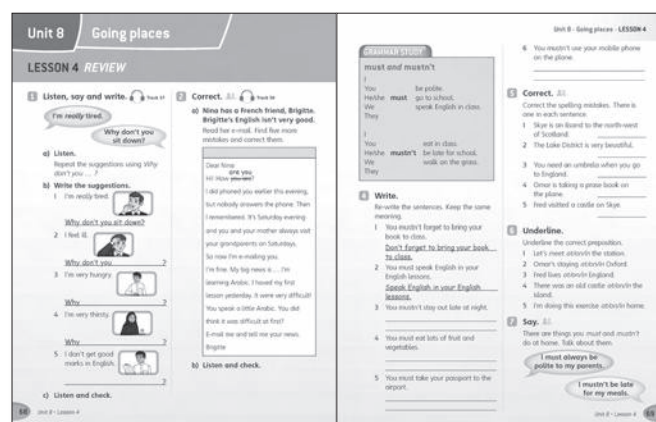 Unit 8 Going places
LESSON 4 REVIEW
1 Listen, say and write. Track 37
I'm really tired.
Why don't you
sit down?
a) Listen.
Repeat the suggestions using Why
don't you ... ?
b) Write the suggestions.
1 I'm really tired.
Why don't you sit down?
2 I feel ill.
Why don't you ?
3 I'm very hungry.
Why ?
4 I'm very thirsty.
Why ?
5 I don't get good
marks in English.
?
c) Listen and check.
68 Unit 8 - Lesson 4
2 Correct. Track 38
a) Nina has a French friend, Brigitte.
Brigitte's English isn't very good.
Read her e-mail. Find five more
mistakes and correct them.
Dear Nina
are you
Hi! How you are?
I did phoned you earlier this evening,
but nobody answers the phone. Then
I remembered. It's Saturday evening
and you and your mother always visit
your grandparents on Saturdays.
So now I'm e-mailing you.
I'm fine. My big news is ... I'm
learning Arabic. I haved my first
lesson yesterday. It were very difficult!
You speak a little Arabic. You did
think it was difficult at first?
E-mail me and tell me your news.
Brigitte
b) Listen and check.
Unit 8 - Going places - LESSON 4
GRAMMAR STUDY
must and mustn't
I
You be polite.
He/she must go to school.
We speak English in class.
They
I
You eat in class.
He/she mustn't be late for school.
We walk on the grass.
They
4 Write.
Re-write the sentences. Keep the same
meaning.
1 You mustn't forget to bring your
book to class.
Don't forget to bring your book
to class.
2 You must speak English in your
English lessons.
Speak English in your English
lessons.
3 You mustn't stay out late at night.
4 You must eat lots of fruit and
vegetables.
5 You must take your passport to the
airport.
6 You mustn't use your mobile phone
on the plane.
5 Correct.
Correct the spelling mistakes. There is
one in each sentence.
1 Skye is an iland to the north-west
of Scotland.
2 The Lake District is very beautiful.
3 You need an umbrela when you go
to England.
4 Omar is taking a
book on the
plane.
5 Fred visited a on Skye.
6 Underline.
Underline the correct preposition.
1 Let's meet at/on/in the station.
2 Omar's staying at/on/in Oxford.
3 Fred lives at/on/in England.
4 There was an old castle at/on/in the
island.
5 I'm doing this exercise at/on/in home.
7 Say.
There are things you must and mustn't
do at home. Talk about them.
I must always be
polite to my parents.
I mustn't be late
for my meals.
Unit 8 - Lesson 4 69